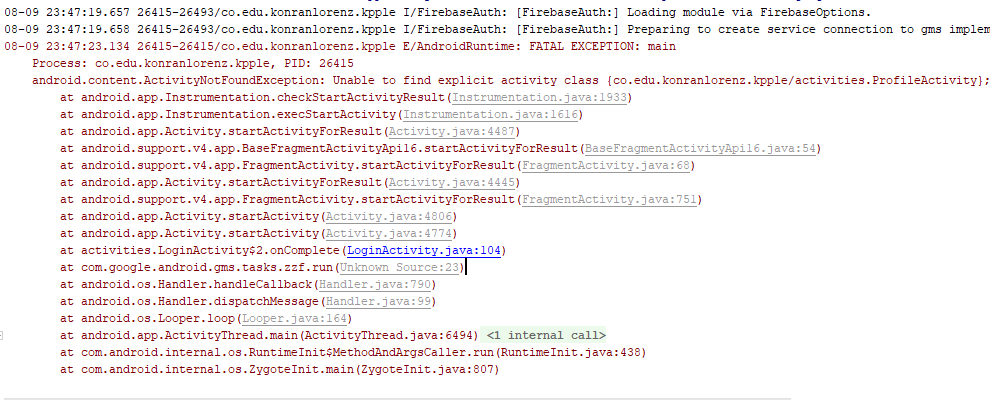 08-09 23:47:19.657 26415-26493/co.edu.konranlorenz.kpple I/FirebaseAuth: [FirebaseAuth:] Loading module via FirebaseOptions.
08-09 23:47:19.658 26415-26493/co.edu.konranlorenz.kpple I/FirebaseAuth: [FirebaseAuth:] Preparing to create service connection to gms implem
08-09 23:47:23.134 26415-26415/co.edu.konranlorenz.kpple E/AndroidRuntime: FATAL EXCEPTION: main
Process: co.edu.konranlorenz.kpple, PID: 26415
android.content.ActivityNotFoundException: Unable to find explicit activity class {co.edu.konranlorenz.kpple/activities.ProfileActivity};
at android.app.Instrumentation.checkStartActivityResult(Instrumentation.java:1933)
at android.app.Instrumentation.execStartActivity(Instrumentation.java:1616)
at android.app.Activity.startActivityForResult(Activity.java:4487)
at android.support.v4.app.BaseFragmentActivityApi16.startActivityForResult(BaseFragmentActivityApi16.java:54)
at android.support.v4.app.FragmentActivity.startActivityForResult(FragmentActivity.java:68)
at android.app.Activity.startActivityForResult(Activity.java:4445)
at android.support.v4.app.FragmentActivity.startActivityForResult(FragmentActivity.java:751)
at android.app.Activity.startActivity(Activity.java:4806)
at android.app.Activity.startActivity(Activity.java:4774)
at activities.LoginActivity$2.onComplete(LoginActivity.java:104)
at com.google.android.gms.tasks.zzf.run(Unknown Source:23)
at android.os.Handler.handleCallback(Handler.java:790)
at android.os.Handler.dispatchMessage(Handler.java:99)
at android.os.Looper.loop(Looper.java:164)
at android.app.ActivityThread.main(ActivityThread.java:6494) <1 internal call>
at com.android.internal.os.RuntimeInit$MethodAndArgsCaller.run(RuntimeInit.java:438)
at com.android.internal.os.ZygoteInit.main(ZygoteInit.java:807)